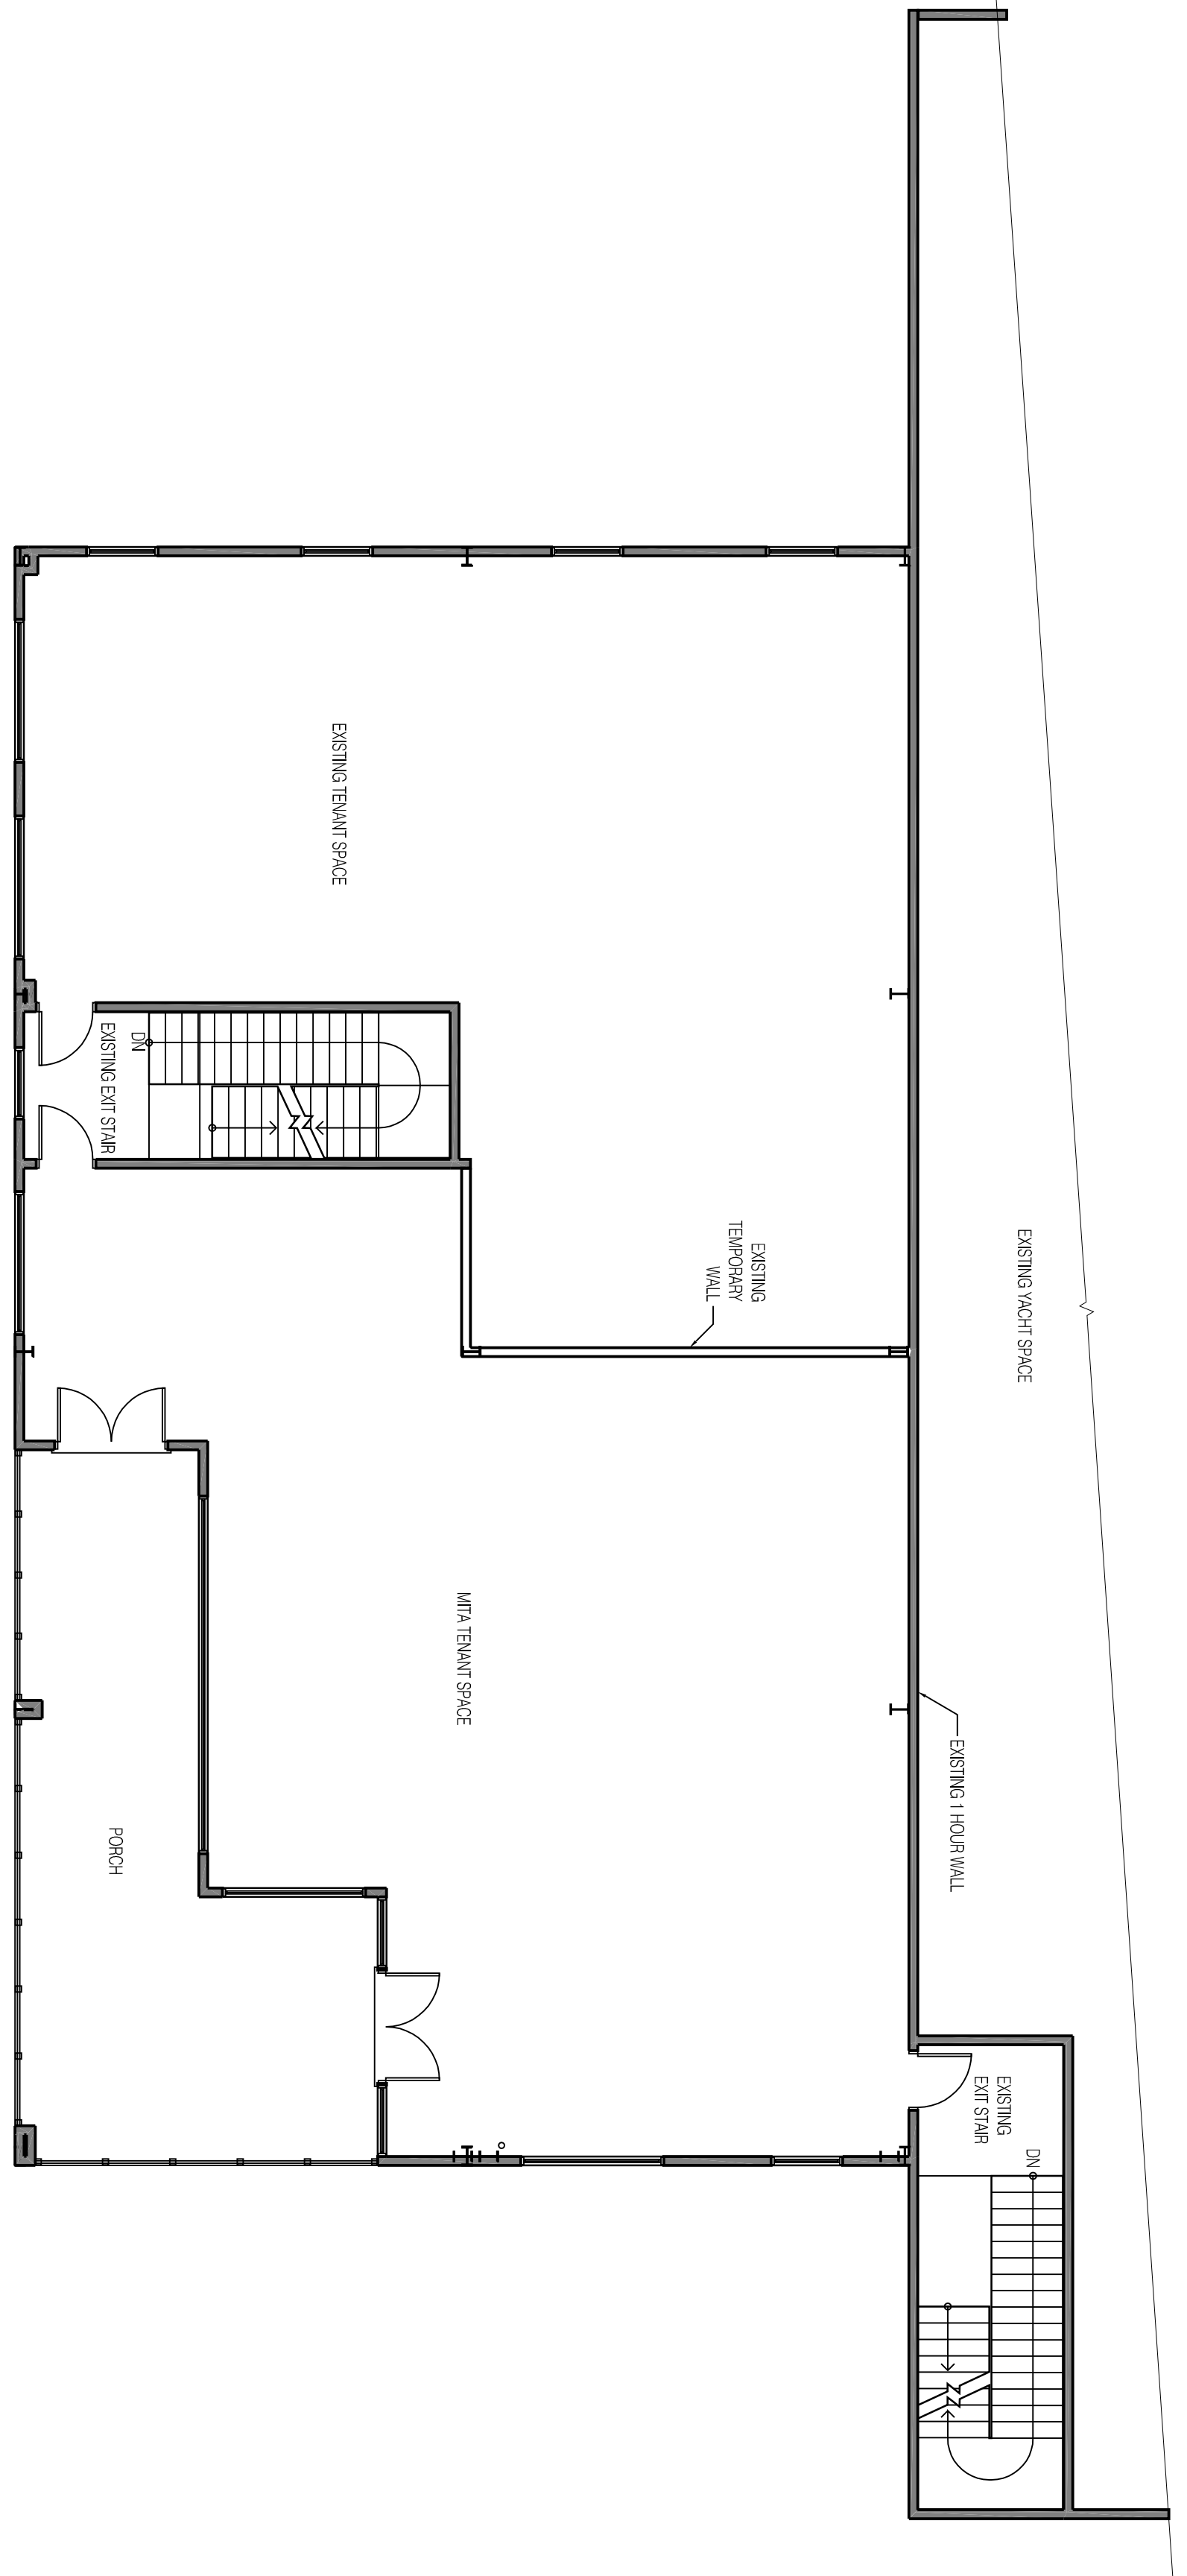 EXISTING YACHT SPACE
EXISTING 1 HOUR WALL
EXISTING
EXIT STAIR
DN
EXISTING
TEMPORARY
WALL
EXISTING TENANT SPACE
MITA TENANT SPACE
DN
EXISTING EXIT STAIR
PORCH